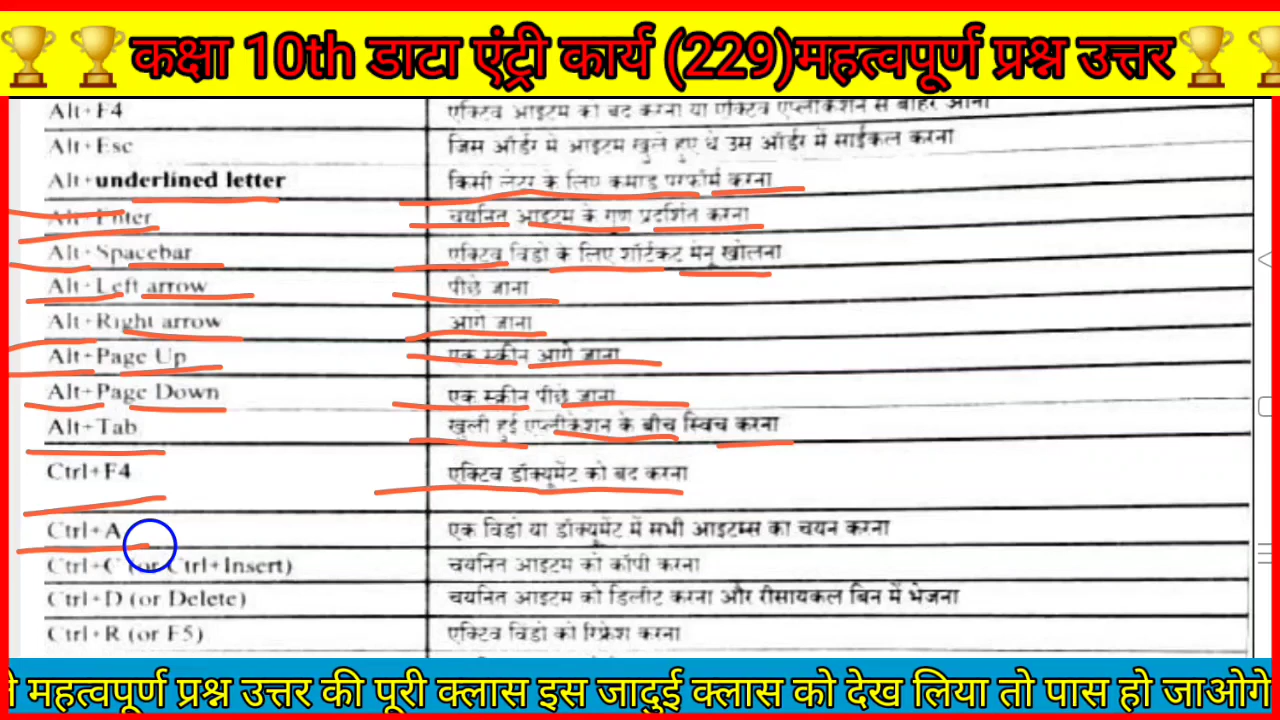 कक्षा 10th डाटा एंट्री कार्य (229)महत्वपूर्ण प्रश्न उत्तर
Alt+F4 एक्टिव आइटम को बंद करना या एक्टिव एप्लीकेशन से बाहर आना
Alt+Esc जिस ऑर्डर में आइटम खुले हुए थे उस ऑर्डर में साईकल करना
Alt+underlined letter किसी लेटर के लिए कमांड परफॉर्म करना
Alt+Enter चयनित आइटम के गुण प्रदर्शित करना
Alt+Spacebar एक्टिव विंडो के लिए शॉर्टकट मेनू खोलना
Alt+Left arrow पीछे जाना
Alt+Right arrow आगे जाना
Alt+Page Up एक स्क्रीन आगे जाना
Alt+Page Down एक स्क्रीन पीछे जाना
Alt+Tab खुली हुई एप्लीकेशन के बीच स्विच करना
Ctrl+F4 एक्टिव डॉक्यूमेंट को बंद करना
Ctrl+A एक विंडो या डॉक्यूमेंट में सभी आइटम्स का चयन करना
Ctrl+C (or Ctrl+Insert) चयनित आइटम को कॉपी करना
Ctrl+D (or Delete) चयनित आइटम को डिलीट करना और रीसायकल बिन में भेजना
Ctrl+R (or F5) एक्टिव विंडो को रिफ्रेश करना
महत्वपूर्ण प्रश्न उत्तर की पूरी क्लास इस जादुई क्लास को देख लिया तो पास हो जाओगे